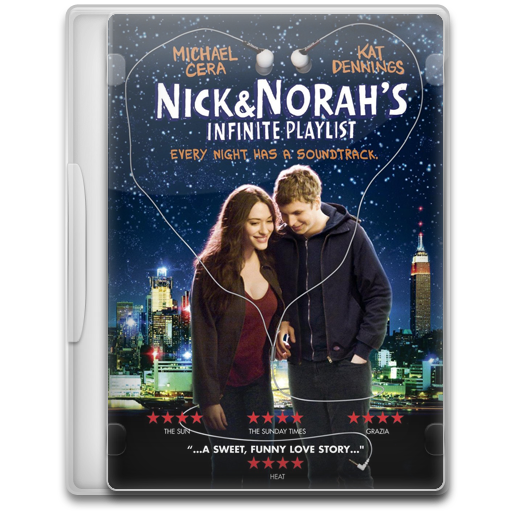 MICHAEL CERA
KAT DENNINGS
NICK&NORAH'S
INFINITE PLAYLIST
EVERY NIGHT HAS A SOUNDTRACK.
★★★★ ★★★★ ★★★★
THE SUN THE SUNDAY TIMES GRAZIA
"...A SWEET, FUNNY LOVE STORY..."
★★★★
HEAT